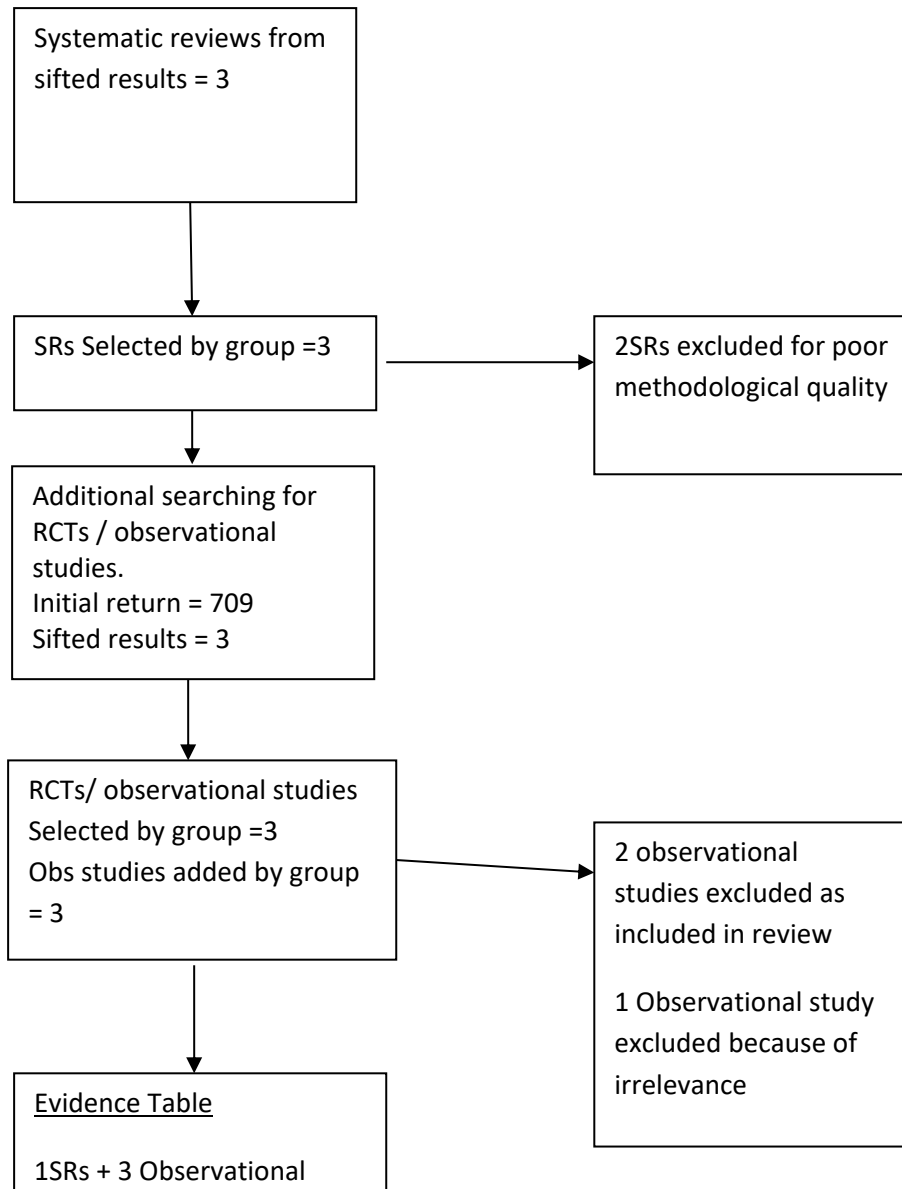 Systematic reviews from
sifted results = 3
SRs Selected by group =3
2SRs excluded for poor
methodological quality
Additional searching for
RCTs / observational
studies.
Initial return = 709
Sifted results = 3
RCTs/ observational studies
Selected by group =3
Obs studies added by group
= 3
2 observational
studies excluded as
included in review
1 Observational study
excluded because of
irrelevance
Evidence Table
1SRs + 3 Observational